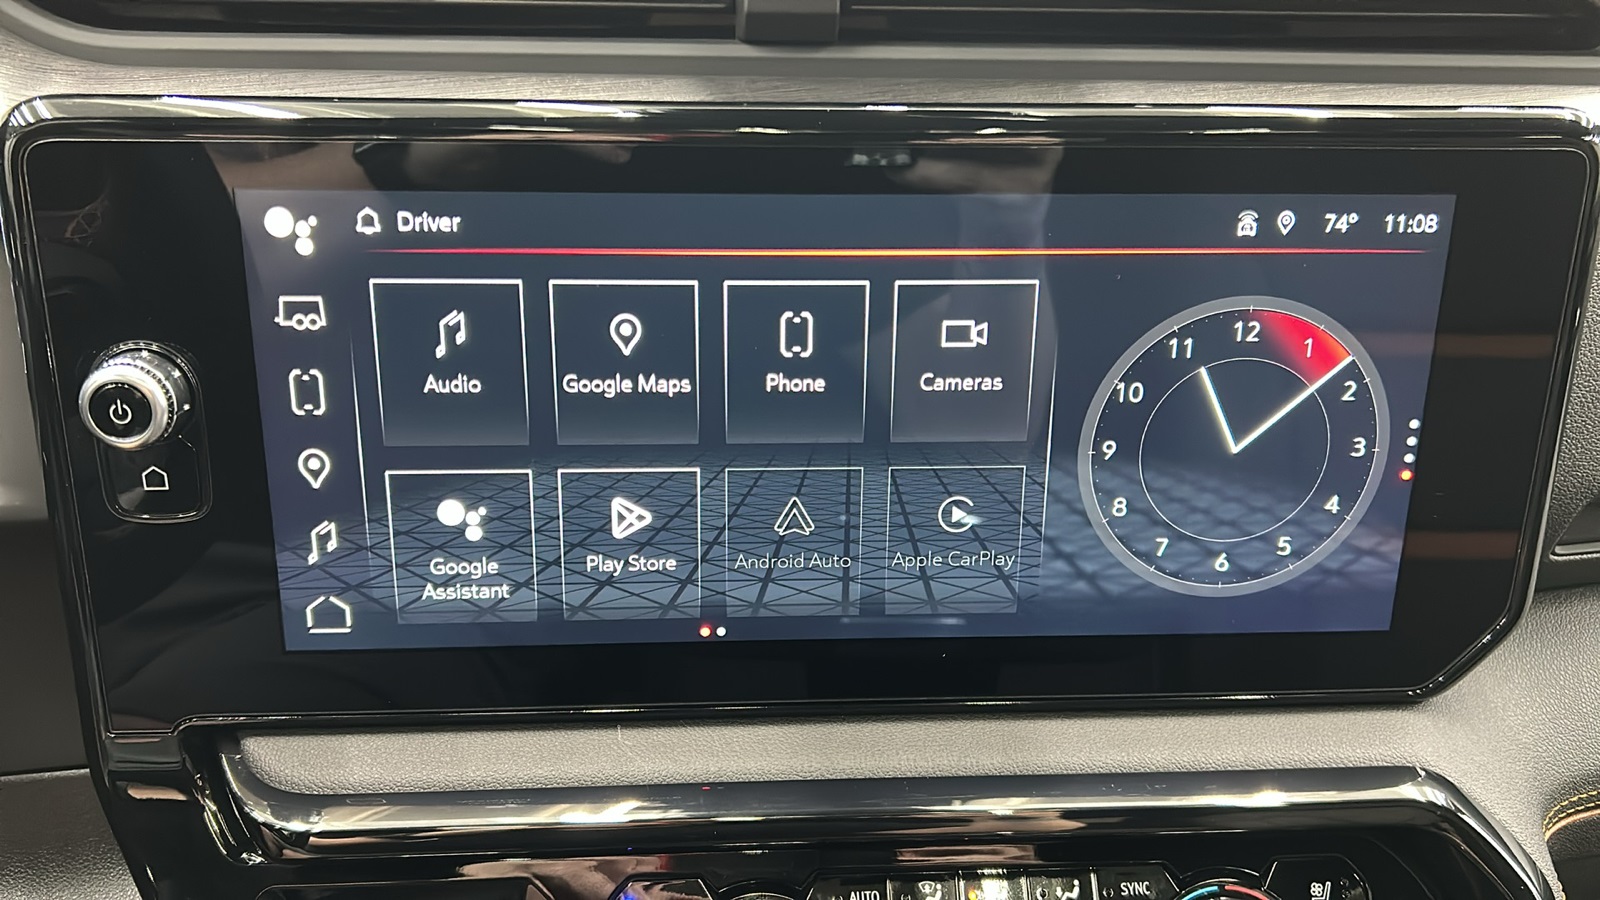 Driver
74° 11:08
Audio
Google Maps
Phone
Cameras
Google
Assistant
Play Store
Android Auto
Apple CarPlay
12
1
2
3
4
5
6
7
8
9
10
11
AUTO
SYNC